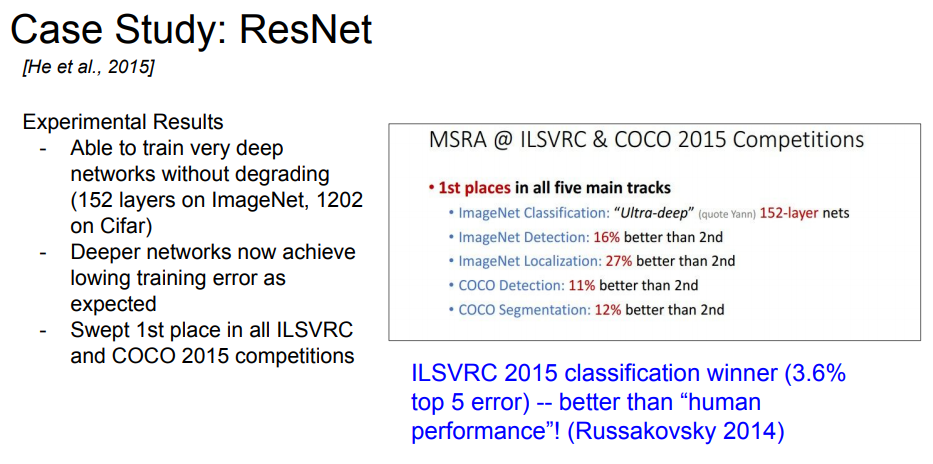 Case Study: ResNet
[He et al., 2015]
Experimental Results
- Able to train very deep
networks without degrading
(152 layers on ImageNet, 1202
on Cifar)
- Deeper networks now achieve
lowing training error as
expected
- Swept 1st place in all ILSVRC
and COCO 2015 competitions
MSRA @ ILSVRC & COCO 2015 Competitions
• 1st places in all five main tracks
• ImageNet Classification: “Ultra-deep” (quote Yann) 152-layer nets
• ImageNet Detection: 16% better than 2nd
• ImageNet Localization: 27% better than 2nd
• COCO Detection: 11% better than 2nd
• COCO Segmentation: 12% better than 2nd
ILSVRC 2015 classification winner (3.6%
top 5 error) -- better than “human
performance”! (Russakovsky 2014)